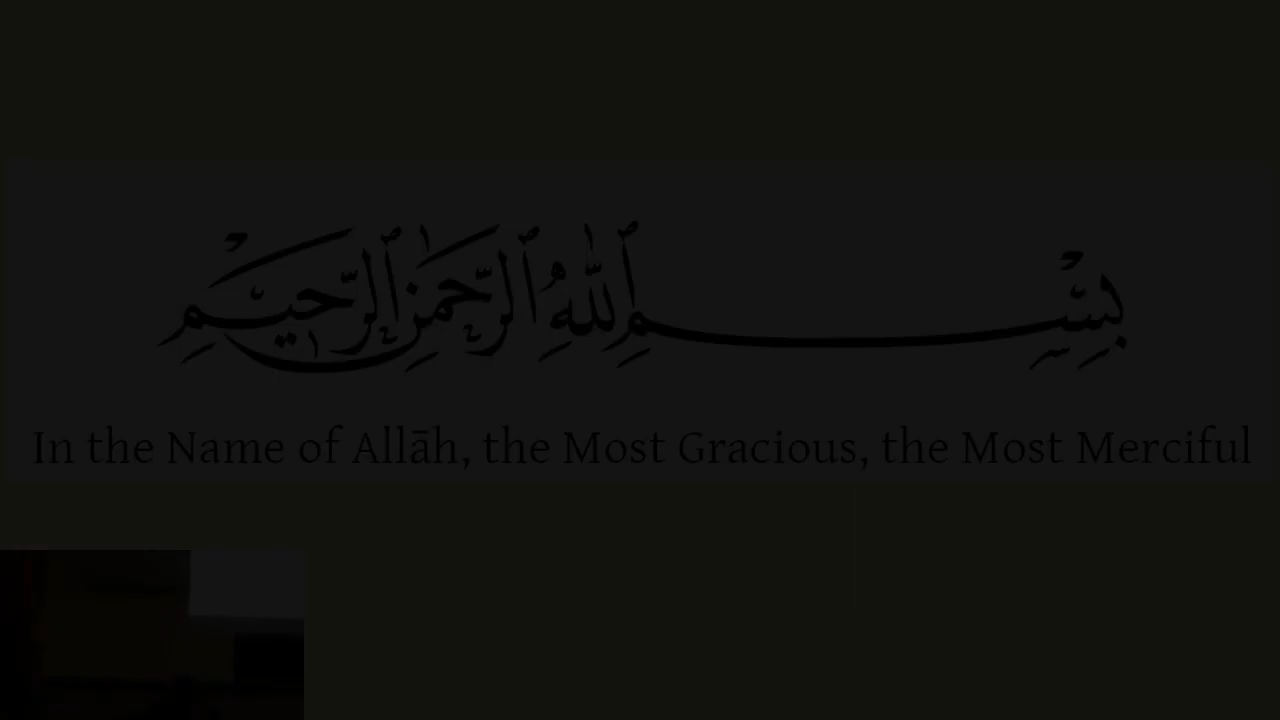 بِسْمِ ٱللَّهِ ٱلرَّحْمَٰنِ ٱلرَّحِيمِ
In the Name of Allāh, the Most Gracious, the Most Merciful